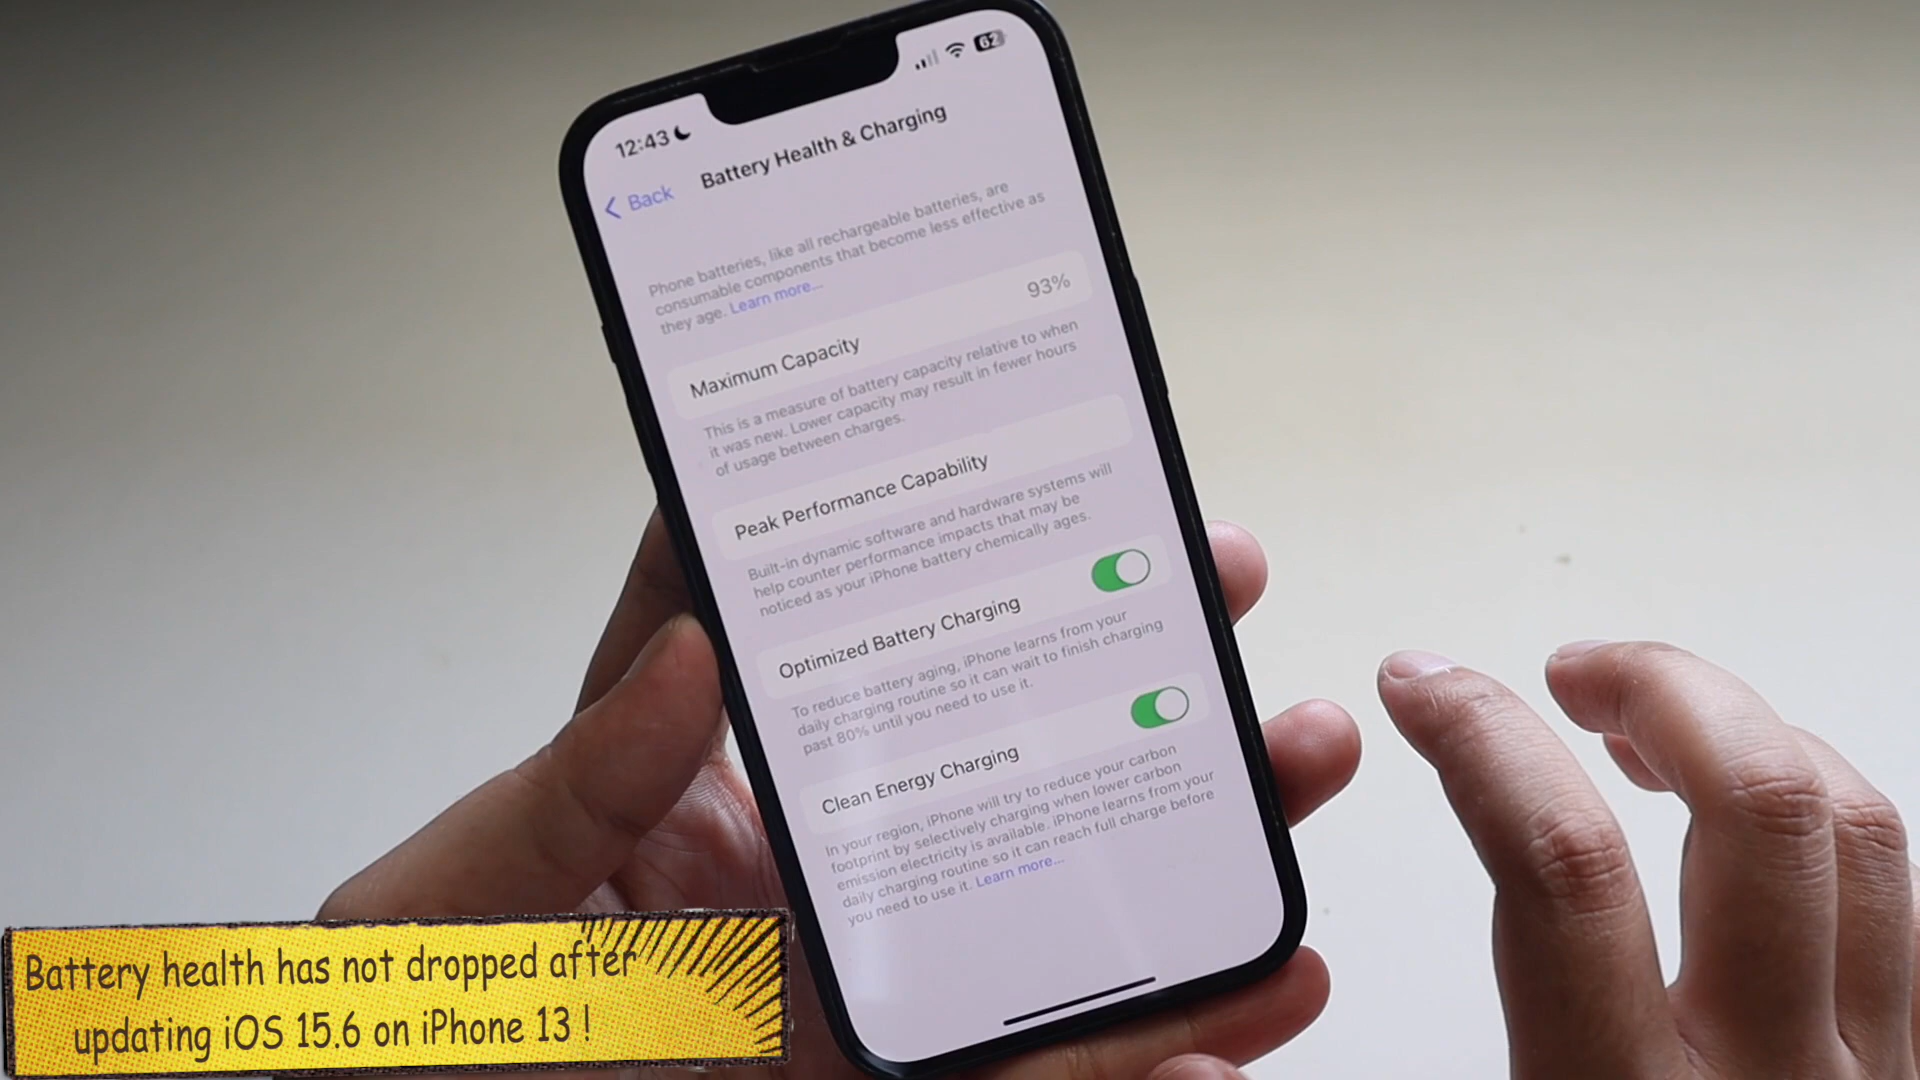 12:43
62
Back
Battery Health & Charging
Phone batteries, like all rechargeable batteries, are
consumable components that become less effective as
they age. Learn more...
Maximum Capacity 93%
This is a measure of battery capacity relative to when
it was new. Lower capacity may result in fewer hours
of usage between charges.
Peak Performance Capability
Built-in dynamic software and hardware systems will
help counter performance impacts that may be
noticed as your iPhone battery chemically ages.
Optimized Battery Charging
To reduce battery aging, iPhone learns from your
daily charging routine so it can wait to finish charging
past 80% until you need to use it.
Clean Energy Charging
In your region, iPhone will try to reduce your carbon
footprint by selectively charging when lower carbon
emission electricity is available. iPhone learns from your
daily charging routine so it can reach full charge before
you need to use it. Learn more...
Battery health has not dropped after
updating iOS 15.6 on iPhone 13 !